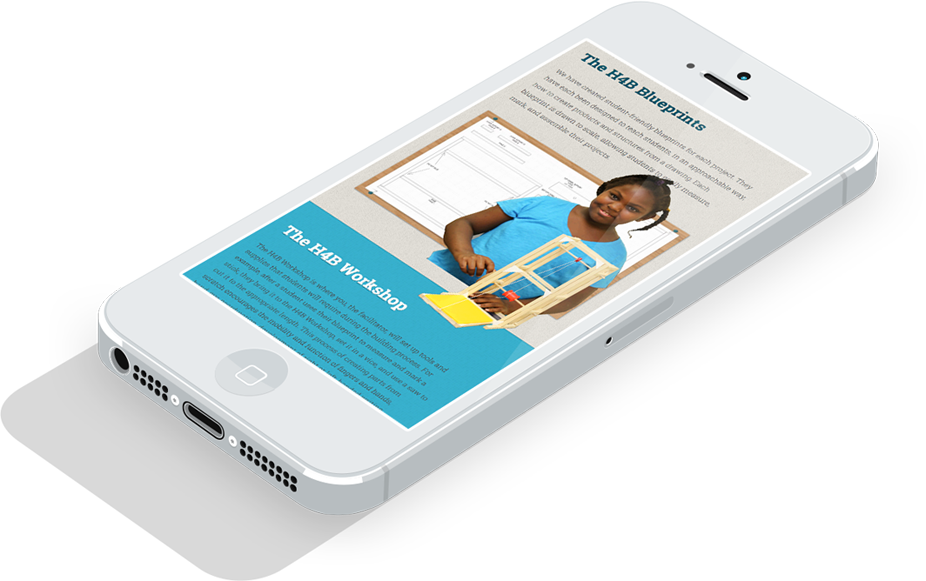 The H4B Blueprints
We have created student-friendly blueprints for each project. They
have each been designed to teach students, in an approachable way,
how to create products and structures from a drawing. Each
blueprint is drawn to scale, allowing students to easily measure,
mark, and assemble their projects.
The H4B Workshop
The H4B Workshop is where you, the facilitator will set up tools and
supplies that students will require during the building process. For
example, when a student uses their blueprint to measure and mark a
stick, they bring it to the H4B Workshop, set it in a vice, and use a saw to
cut it to the appropriate length. This process of creating parts from
scratch encourages the mobility and function of fingers and hands,